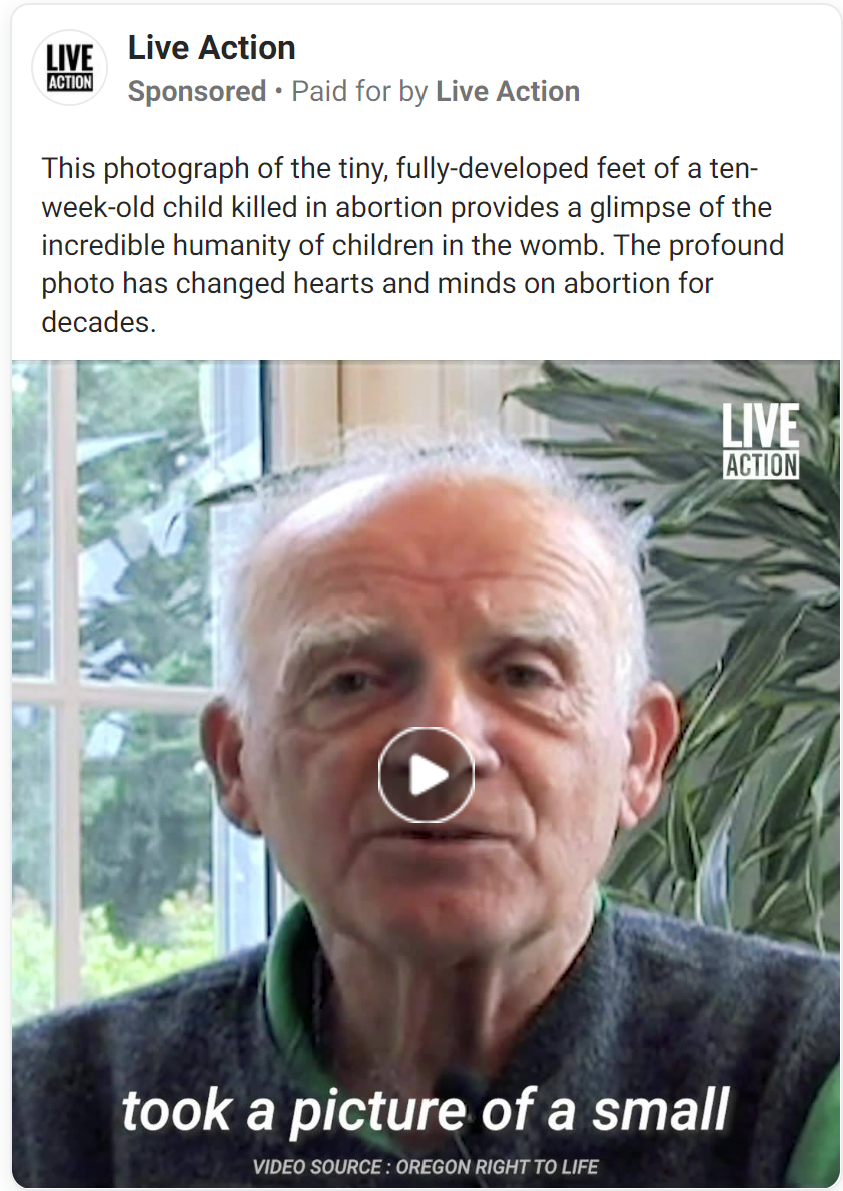 LIVE
ACTION
Live Action
Sponsored • Paid for by Live Action
This photograph of the tiny, fully-developed feet of a ten-
week-old child killed in abortion provides a glimpse of the
incredible humanity of children in the womb. The profound
photo has changed hearts and minds on abortion for
decades.
LIVE
ACTION
took a picture of a small
VIDEO SOURCE : OREGON RIGHT TO LIFE